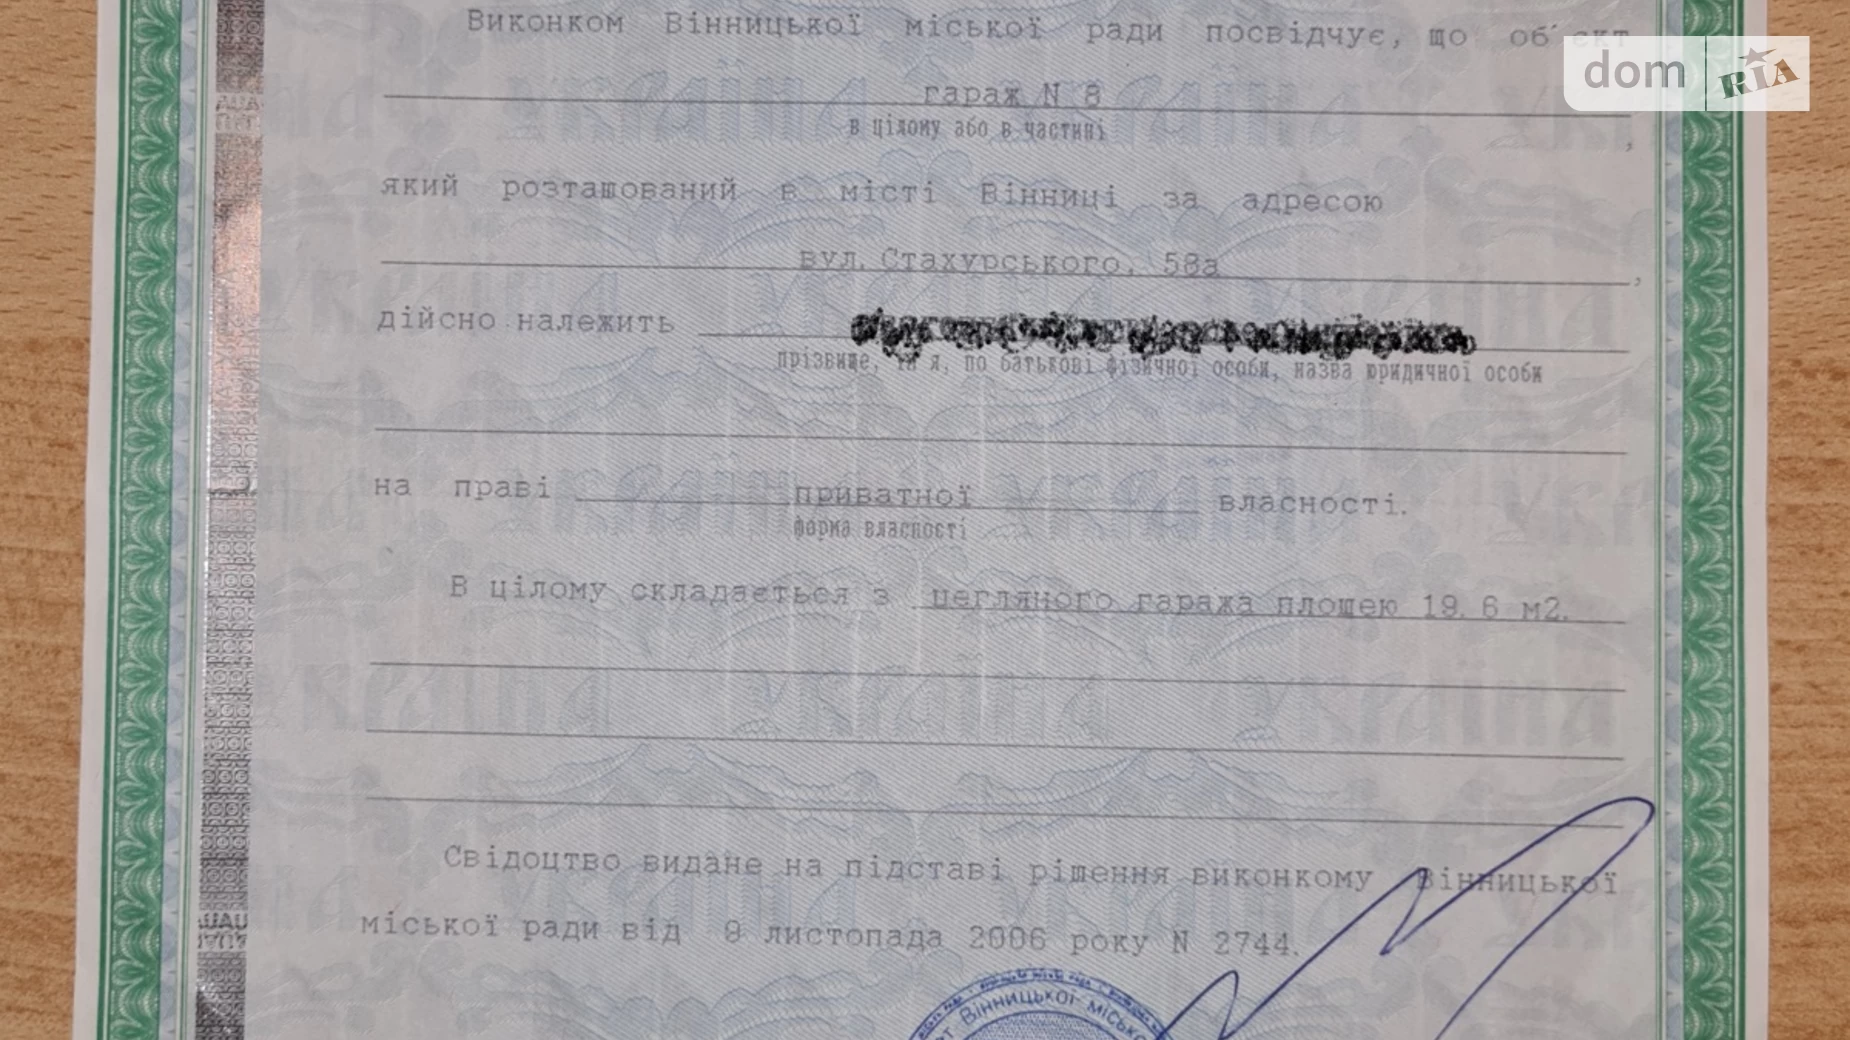 Виконком Вінницької міської ради посвідчує, що об'єкт
dom RIA
гараж N 8
в цілому або в частині
,
який розташований в місті Вінниці за адресою
вул. Стахурського, 58а
,
дійсно належить
прізвище, ім'я, по батькові фізичної особи, назва юридичної особи
на праві приватної власності.
форма власності
В цілому складається з цегляного гаража площею 19.6 м2.
Свідоцтво видане на підставі рішення виконкому Вінницької
міської ради від 9 листопада 2006 року N 2744.
Вінницької місько